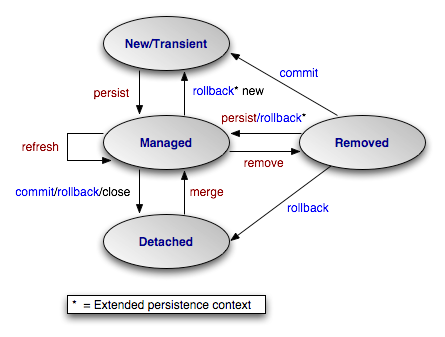 New/Transient
commit
persist
rollback* new
persist/rollback*
Managed
Removed
refresh
remove
commit/rollback/close
merge
rollback
Detached
* = Extended persistence context